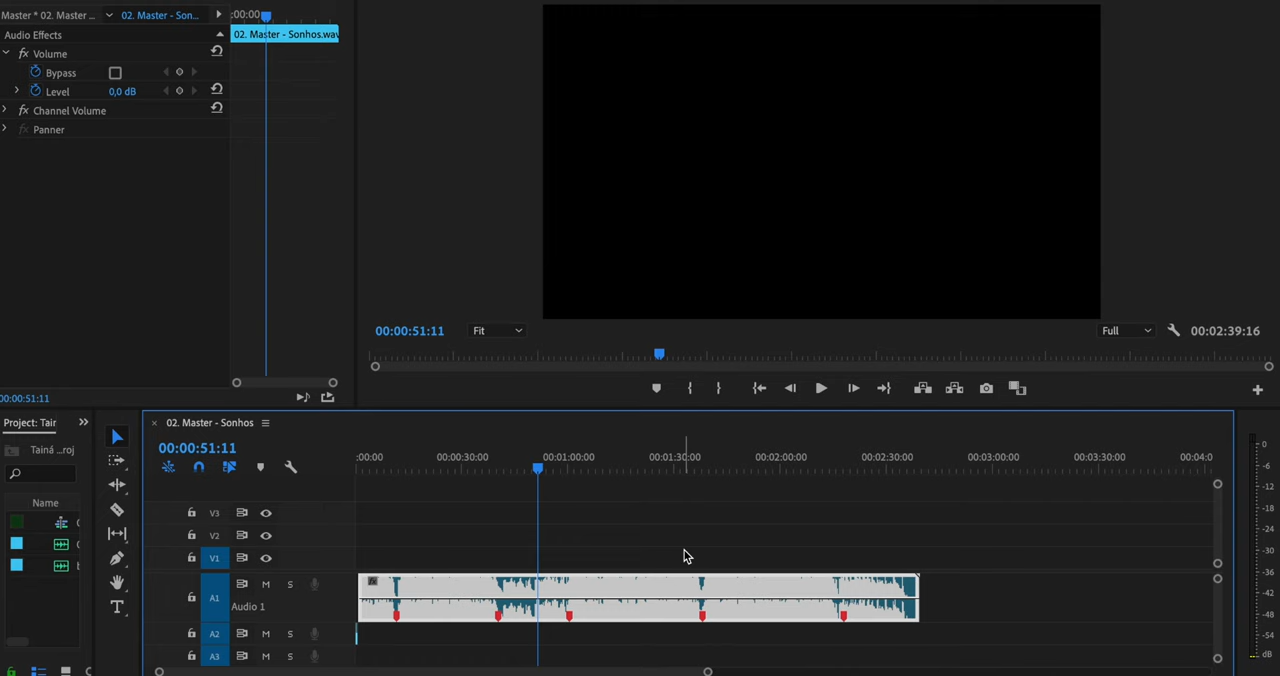 Master * 02. Master ... 02. Master - Son... ;00:00
Audio Effects 02. Master - Sonhos.wav
fx Volume
Bypass
Level 0,0 dB
fx Channel Volume
fx Panner
00:00:51:11 Fit Full 00:02:39:16
00:00:51:11
Project: Tair
Tainá ...roj
Name
02. Master - Sonhos
00:00:51:11
:00:00 00:00:30:00 00:01:00:00 00:01:30:00 00:02:00:00 00:02:30:00 00:03:00:00 00:03:30:00 00:04:0
V3
V2
V1
A1 M S
Audio 1
A2 M S
A3 M S
fx
T
0
-6
-12
-18
-24
-30
-36
-42
-48
-54
dB